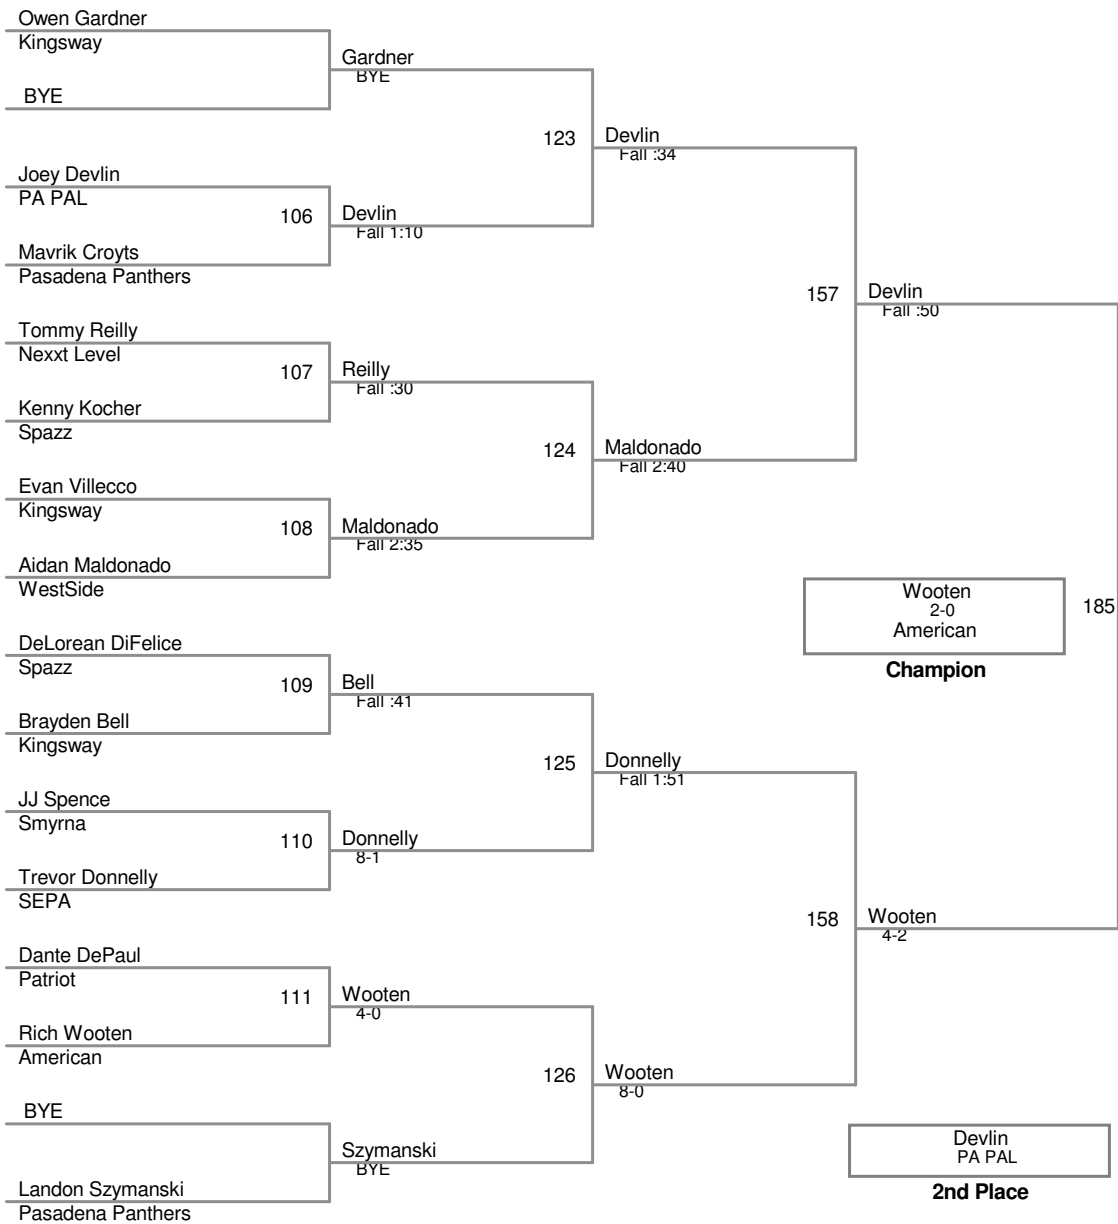 Owen Gardner
Kingsway
Gardner
BYE
BYE
123
Devlin
Fall :34
Joey Devlin
PA PAL
106
Devlin
Fall 1:10
Mavrik Croyts
Pasadena Panthers
157
Devlin
Fall :50
Tommy Reilly
Nexxt Level
107
Reilly
Fall :30
Kenny Kocher
Spazz
124
Maldonado
Fall 2:40
Evan Villecco
Kingsway
108
Maldonado
Fall 2:35
Aidan Maldonado
WestSide
Wooten
2-0
American
185
Champion
DeLorean DiFelice
Spazz
109
Bell
Fall :41
Brayden Bell
Kingsway
125
Donnelly
Fall 1:51
JJ Spence
Smyrna
110
Donnelly
8-1
Trevor Donnelly
SEPA
158
Wooten
4-2
Dante DePaul
Patriot
111
Wooten
4-0
Rich Wooten
American
126
Wooten
8-0
BYE
Szymanski
BYE
Landon Szymanski
Pasadena Panthers
Devlin
PA PAL
2nd Place